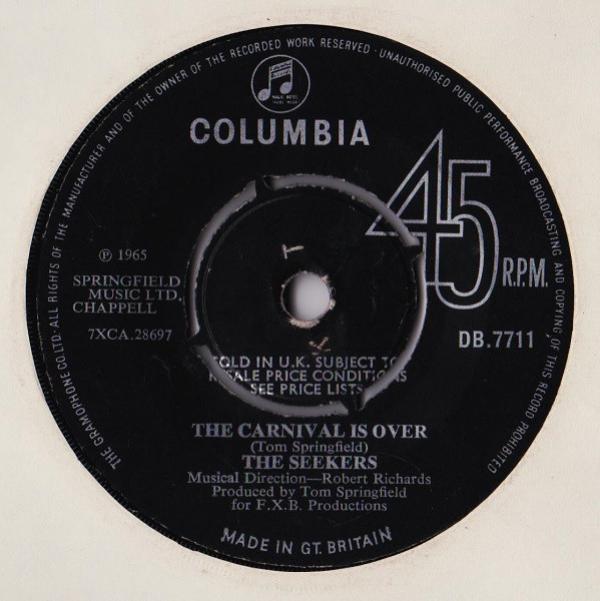 THE GRAMOPHONE CO. LTD. · ALL RIGHTS OF THE MANUFACTURER AND OF THE OWNER OF THE RECORDED WORK RESERVED · UNAUTHORISED PUBLIC PERFORMANCE BROADCASTING AND COPYING OF THIS RECORD PROHIBITED
COLUMBIA
45
R.P.M.
℗ 1965
SPRINGFIELD
MUSIC LTD,
CHAPPELL
7XCA.28697
DB.7711
SOLD IN U.K. SUBJECT TO
RESALE PRICE CONDITIONS
SEE PRICE LISTS
THE CARNIVAL IS OVER
(Tom Springfield)
THE SEEKERS
Musical Direction—Robert Richards
Produced by Tom Springfield
for F.X.B. Productions
MADE IN GT. BRITAIN